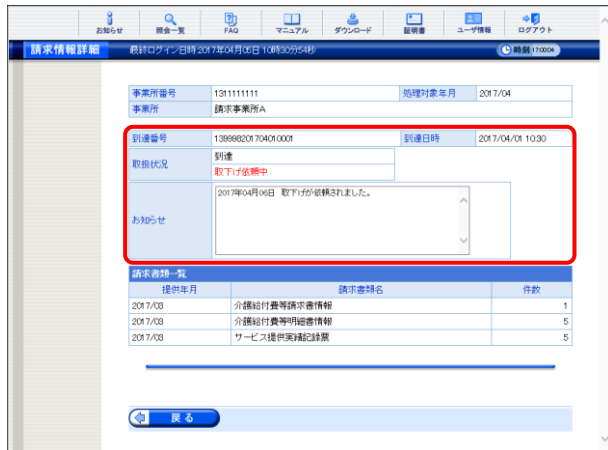 お知らせ 照会一覧 FAQ マニュアル ダウンロード 証明書 ユーザ情報 ログアウト
請求情報詳細 最終ログイン日時:2017年04月05日 10時30分54秒 時刻 17:00:04
事業所番号 1311111111 処理対象年月 2017/04
事業所 請求事業所A
到達番号 139998201704010001 到達日時 2017/04/01 10:30
取扱状況 到達
取下げ依頼中
お知らせ 2017年04月06日 取下げが依頼されました。
請求書類一覧
提供年月 請求書類名 件数
2017/03 介護給付費等請求書情報 1
2017/03 介護給付費等明細書情報 5
2017/03 サービス提供実績記録票 5
戻る